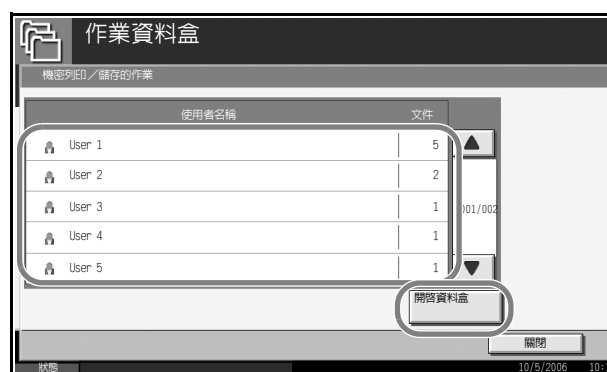 作業資料盒
機密列印／儲存的作業
使用者名稱 文件
User 1 5
User 2 2
User 3 1
User 4 1
User 5 1
001/002
開啓資料盒
關閉
狀態 10/5/2006 10: